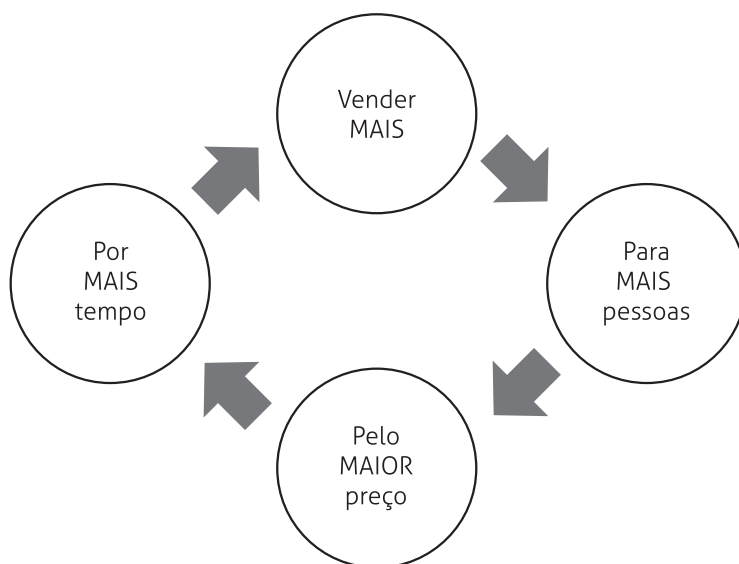 Vender
MAIS
Para
MAIS
pessoas
Pelo
MAIOR
preço
Por
MAIS
tempo